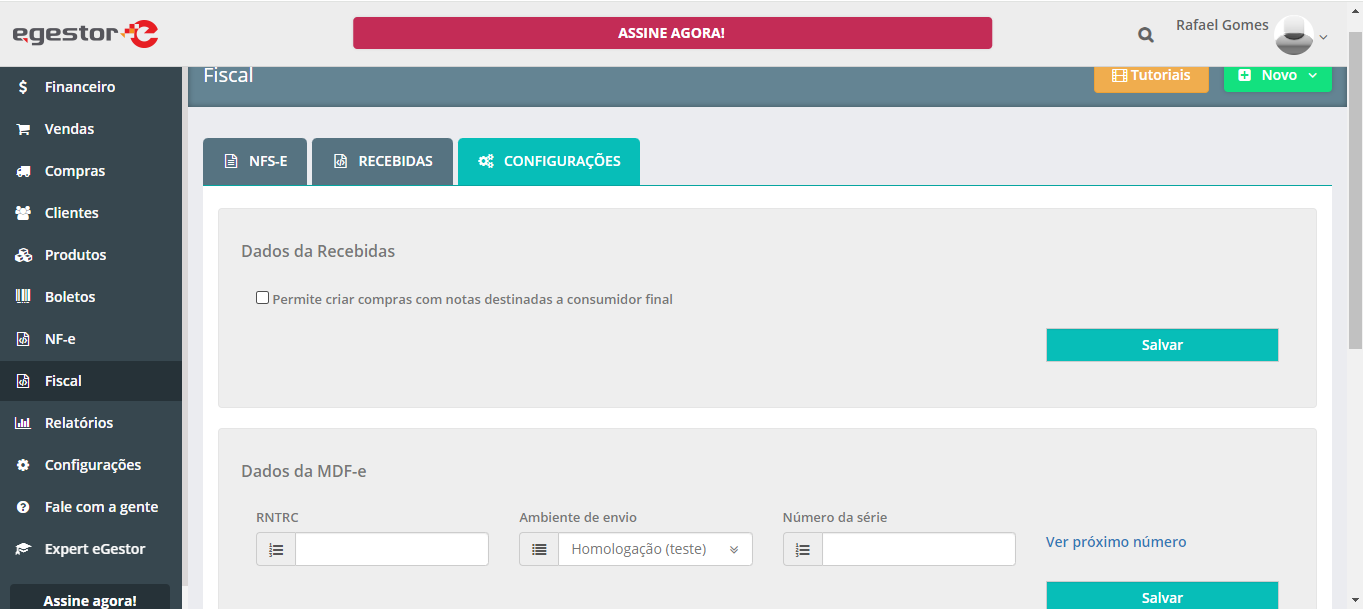 egestor
ASSINE AGORA!
Rafael Gomes
Financeiro
Vendas
Compras
Clientes
Produtos
Boletos
NF-e
Fiscal
Relatórios
Configurações
Fale com a gente
Expert eGestor
Assine agora!
Fiscal
Tutoriais
Novo
NFS-E
RECEBIDAS
CONFIGURAÇÕES
Dados da Recebidas
Permite criar compras com notas destinadas a consumidor final
Salvar
Dados da MDF-e
RNTRC
Ambiente de envio
Número da série
Homologação (teste)
Ver próximo número
Salvar